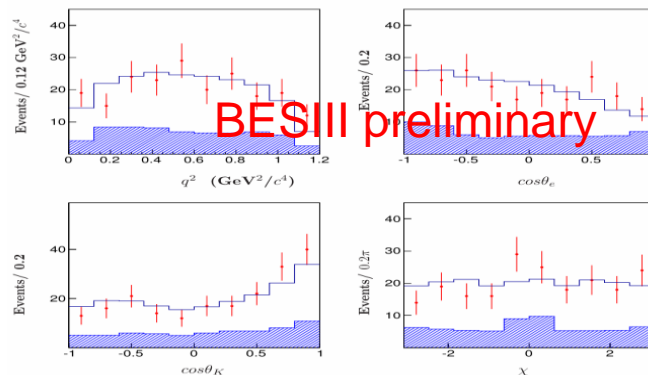 Events/ 0.12 GeV²/c⁴
40
30
20
10
0 0.2 0.4 0.6 0.8 1.0 1.2
q² (GeV²/c⁴)
Events/ 0.2
40
30
20
10
-1 -0.5 0 0.5
cosθ_e
BESIII preliminary
Events/ 0.2
40
20
-1 -0.5 0 0.5 1
cosθ_K
Events/ 0.2π
40
30
20
10
-2 0 2
χ